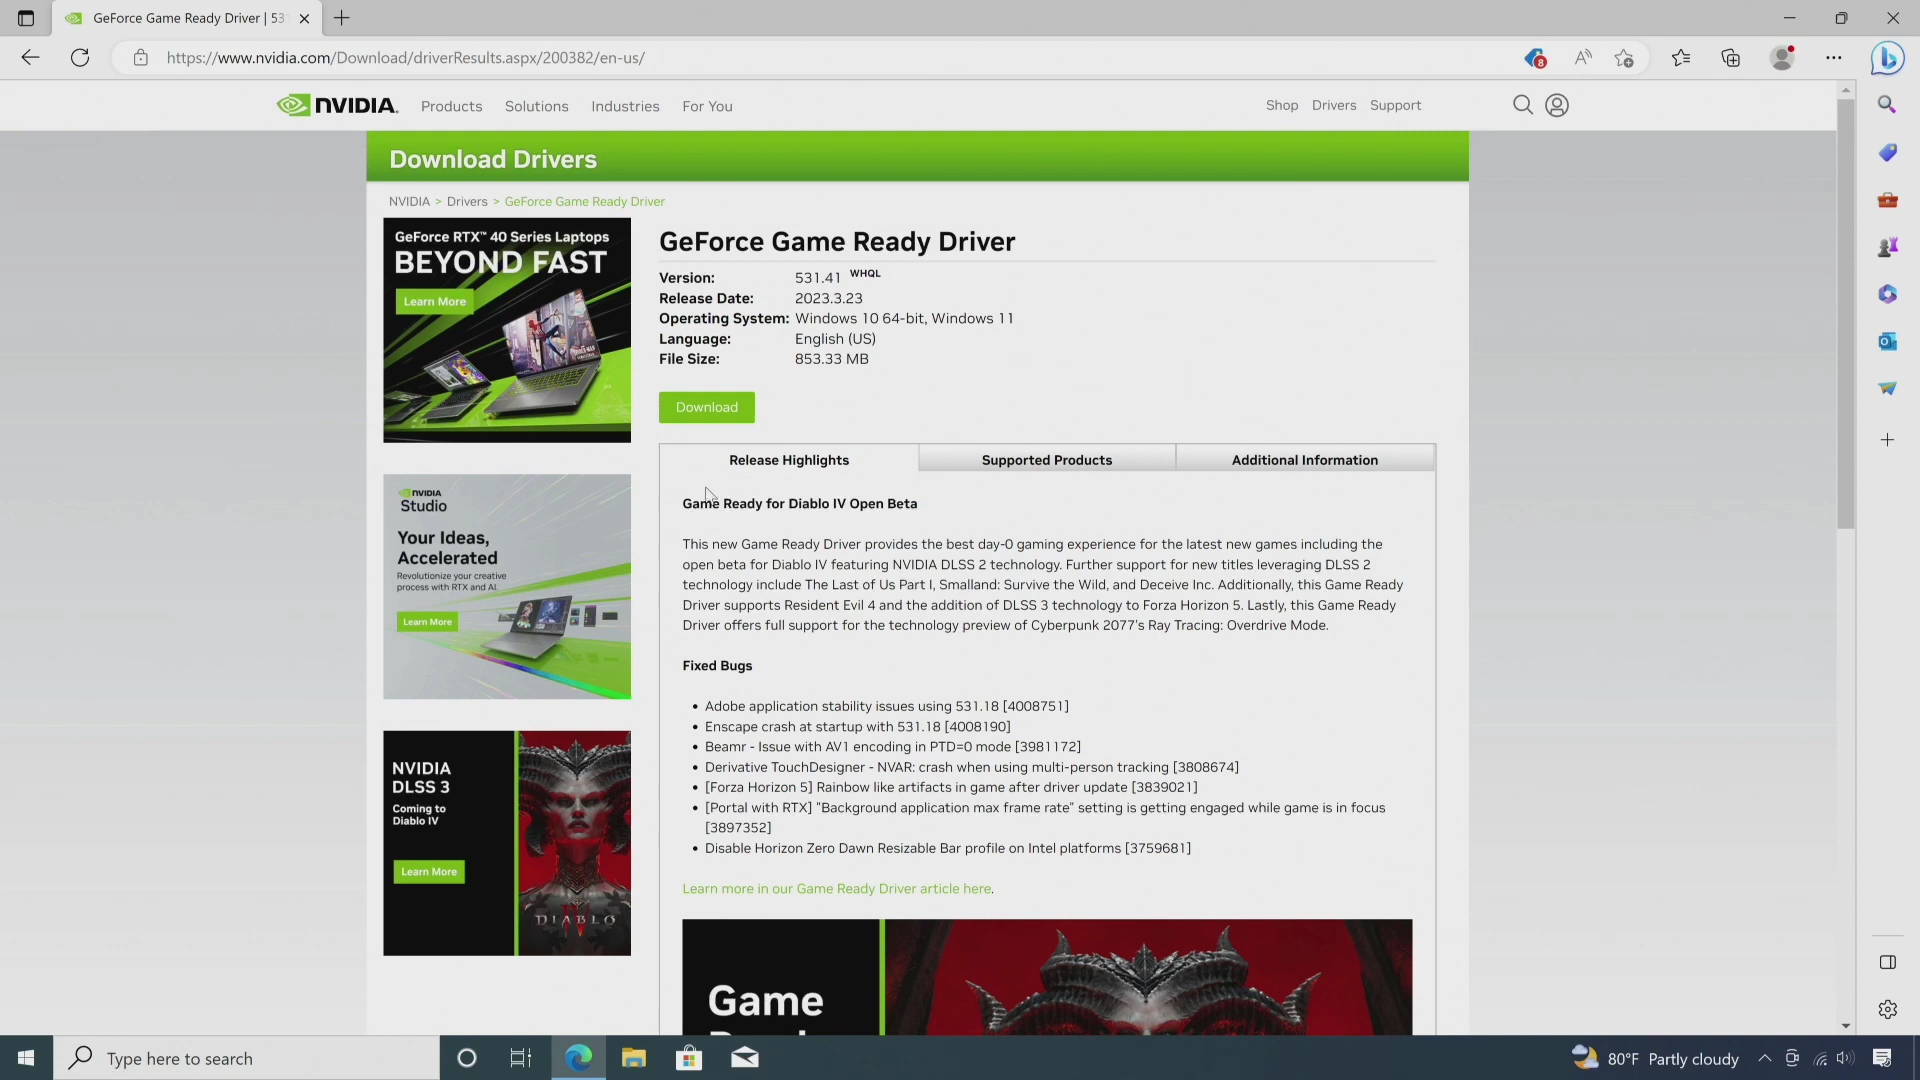 GeForce Game Ready Driver | 53
https://www.nvidia.com/Download/driverResults.aspx/200382/en-us/
8
NVIDIA. Products Solutions Industries For You Shop Drivers Support
Download Drivers
NVIDIA > Drivers > GeForce Game Ready Driver
GeForce RTX™ 40 Series Laptops
BEYOND FAST
Learn More
GeForce Game Ready Driver
Version: 531.41 WHQL
Release Date: 2023.3.23
Operating System: Windows 10 64-bit, Windows 11
Language: English (US)
File Size: 853.33 MB
Download
Release Highlights Supported Products Additional Information
NVIDIA
Studio
Your Ideas,
Accelerated
Revolutionize your creative
process with RTX and AI.
Learn More
Game Ready for Diablo IV Open Beta
This new Game Ready Driver provides the best day-0 gaming experience for the latest new games including the
open beta for Diablo IV featuring NVIDIA DLSS 2 technology. Further support for new titles leveraging DLSS 2
technology include The Last of Us Part I, Smalland: Survive the Wild, and Deceive Inc. Additionally, this Game Ready
Driver supports Resident Evil 4 and the addition of DLSS 3 technology to Forza Horizon 5. Lastly, this Game Ready
Driver offers full support for the technology preview of Cyberpunk 2077's Ray Tracing: Overdrive Mode.
Fixed Bugs
• Adobe application stability issues using 531.18 [4008751]
• Enscape crash at startup with 531.18 [4008190]
• Beamr - Issue with AV1 encoding in PTD=0 mode [3981172]
• Derivative TouchDesigner - NVAR: crash when using multi-person tracking [3808674]
• [Forza Horizon 5] Rainbow like artifacts in game after driver update [3839021]
• [Portal with RTX] "Background application max frame rate" setting is getting engaged while game is in focus
[3897352]
• Disable Horizon Zero Dawn Resizable Bar profile on Intel platforms [3759681]
Learn more in our Game Ready Driver article here.
NVIDIA
DLSS 3
Coming to
Diablo IV
Learn More
DIABLO
IV
Game
Type here to search
80°F Partly cloudy